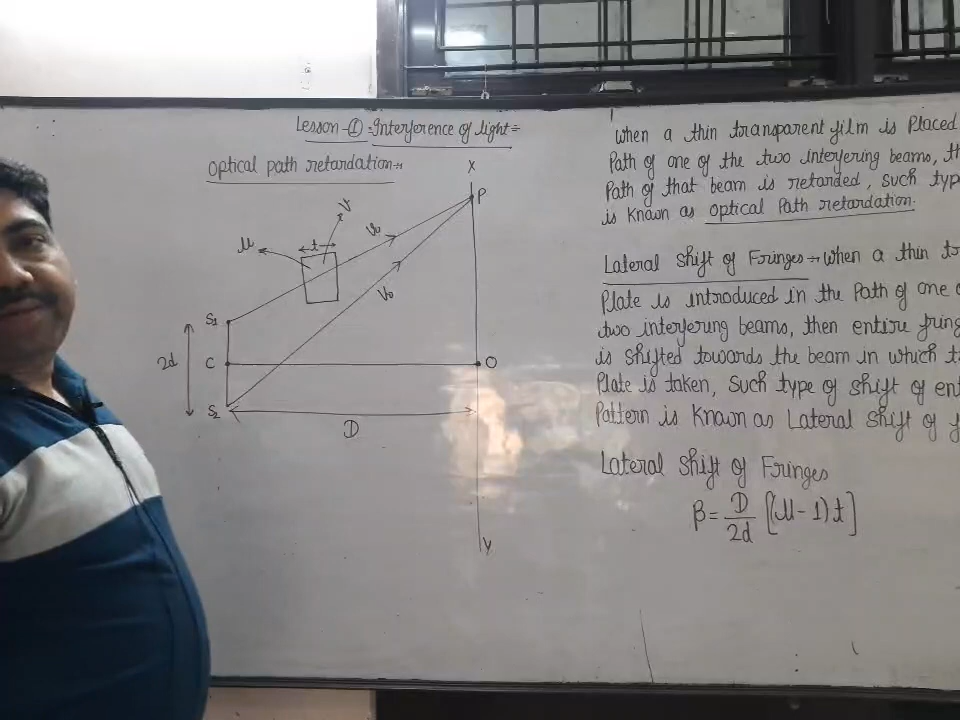 Lesson-①:Interference of light=
Optical path retardation→
X
P
V
V₀
t
μ
V₀
S₁
2d
C
O
S₂
D
Y
When a thin transparent film is Placed
Path of one of the two interfering beams, th
Path of that beam is retarded, such typ
is Known as optical Path retardation.
Lateral Shift of Fringes→When a thin tr
Plate is introduced in the Path of one o
two interfering beams, then entire fring
is shifted towards the beam in which t
Plate is taken, Such type of shift of ent
Pattern is Known as Lateral Shift of f
Lateral Shift of Fringes
β = D/2d [(μ-1)t]